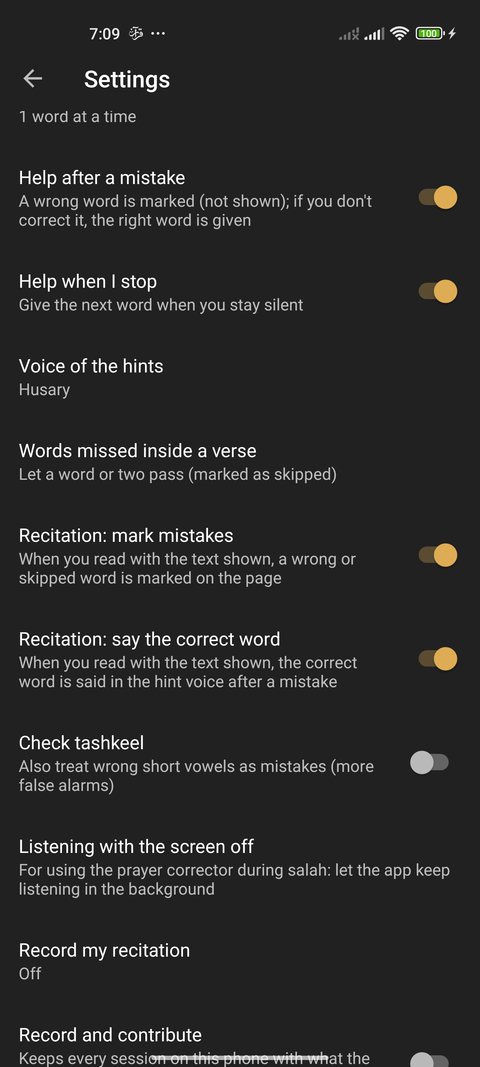 7:09
100
Settings
1 word at a time
Help after a mistake
A wrong word is marked (not shown); if you don't
correct it, the right word is given
Help when I stop
Give the next word when you stay silent
Voice of the hints
Husary
Words missed inside a verse
Let a word or two pass (marked as skipped)
Recitation: mark mistakes
When you read with the text shown, a wrong or
skipped word is marked on the page
Recitation: say the correct word
When you read with the text shown, the correct
word is said in the hint voice after a mistake
Check tashkeel
Also treat wrong short vowels as mistakes (more
false alarms)
Listening with the screen off
For using the prayer corrector during salah: let the app keep
listening in the background
Record my recitation
Off
Record and contribute
Keeps every session on this phone with what the